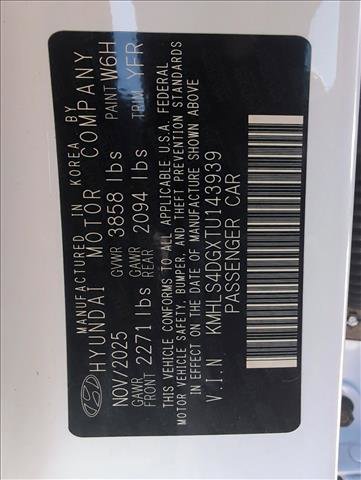 MANUFACTURED IN KOREA BY
HYUNDAI MOTOR COMPANY PAINT W6H
NOV/2025 GVWR 3858 lbs TRIM YFR
GAWR FRONT 2271 lbs GAWR REAR 2094 lbs
THIS VEHICLE CONFORMS TO ALL APPLICABLE U.S.A. FEDERAL
MOTOR VEHICLE SAFETY, BUMPER, AND THEFT PREVENTION STANDARDS
IN EFFECT ON THE DATE OF MANUFACTURE SHOWN ABOVE
V.I.N KMHLS4DGXTU143939
PASSENGER CAR